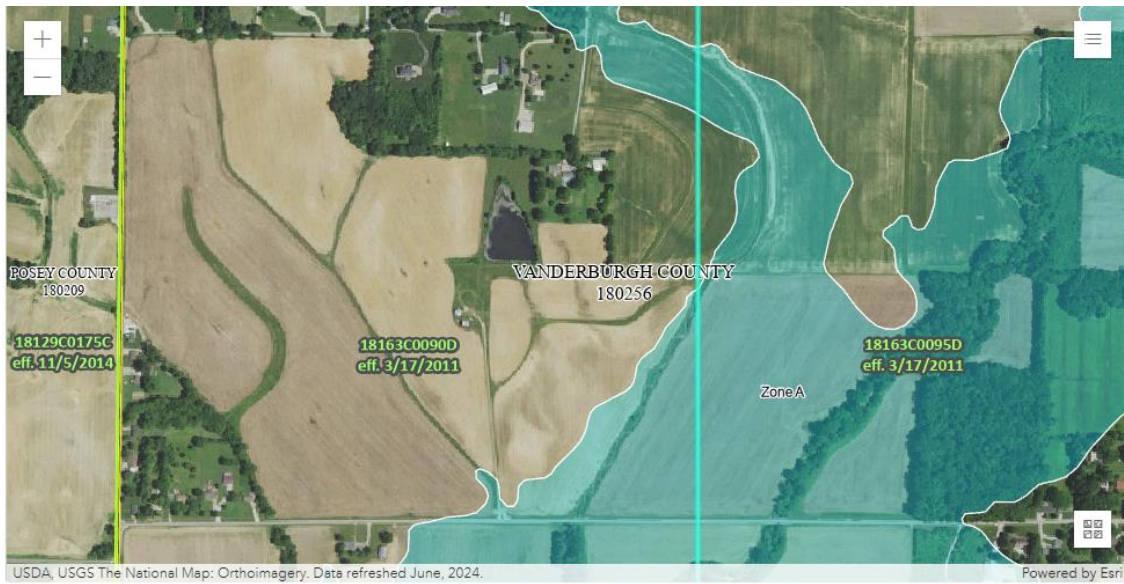 POSEY COUNTY
180209
18129C0175C
eff. 11/5/2014
VANDERBURGH COUNTY
180256
18163C0090D
eff. 3/17/2011
18163C0095D
eff. 3/17/2011
Zone A
USDA, USGS The National Map: Orthoimagery. Data refreshed June, 2024.
Powered by Esri